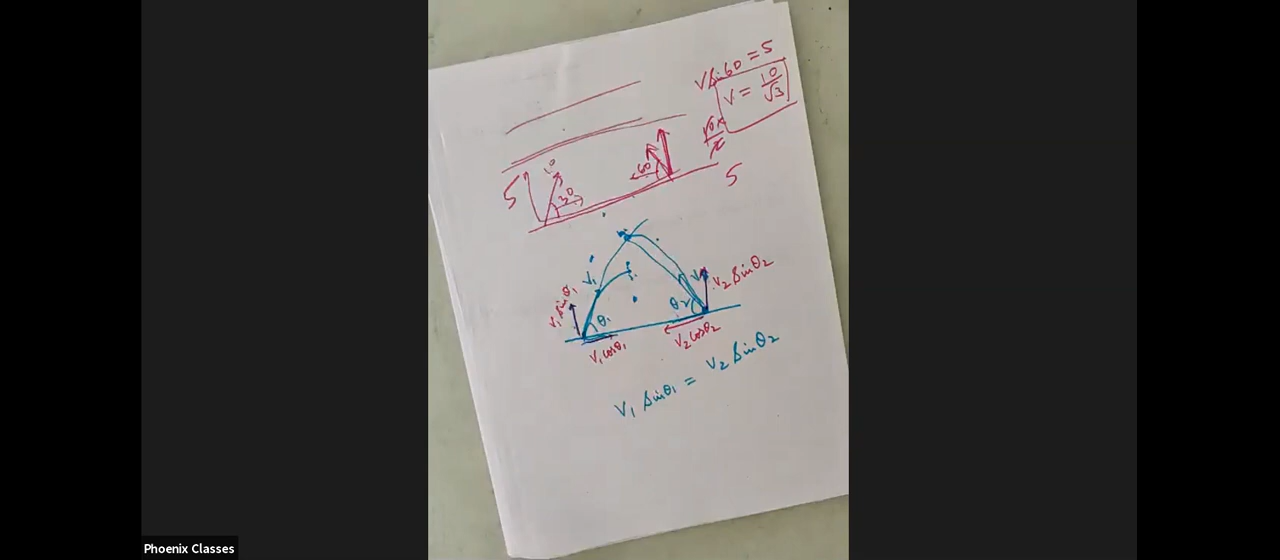 V sin 60 = 5
V = 10/√3
10
5
30
60
5
V₁
V₁ sin θ₁
θ₁
V₁ cos θ₁
θ₂
V₂ sin θ₂
V₂ cos θ₂
V₁ sin θ₁ = V₂ sin θ₂
Phoenix Classes